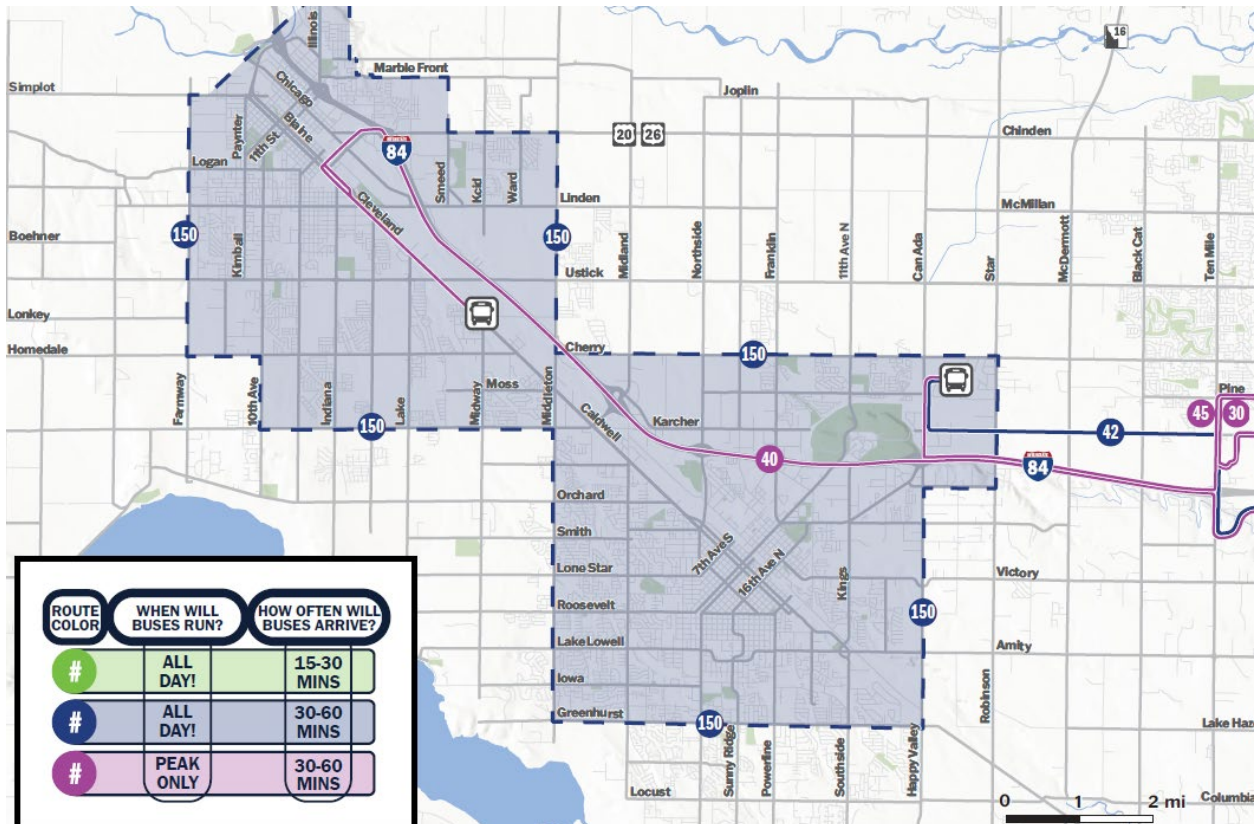 16
Illinois
Marble Front
Simplot
Chicago
Joplin
Blaine
Paynter
11th St
20
26
Chinden
84
Logan
Smeed
Kcid
Ward
Linden
McMillan
Cleveland
150
150
Boehner
Kimball
Ustick
Midland
Northside
Franklin
11th Ave N
Can Ada
Star
McDermott
Black Cat
Ten Mile
Lonkey
Homedale
Cherry
150
Farmway
10th Ave
Indiana
Lake
Midway
Moss
Middleton
Caldwell
Karcher
Pine
45
30
150
42
40
84
Orchard
Smith
7th Ave S
16th Ave N
Lone Star
Kings
Victory
Roosevelt
150
Lake Lowell
Amity
Iowa
Robinson
Greenhurst
150
Lake Haz
Sunny Ridge
Powerline
Southside
Happy Valley
Locust
Columbia
0 1 2 mi
ROUTE COLOR
WHEN WILL BUSES RUN?
HOW OFTEN WILL BUSES ARRIVE?
#
ALL DAY!
15-30 MINS
#
ALL DAY!
30-60 MINS
#
PEAK ONLY
30-60 MINS